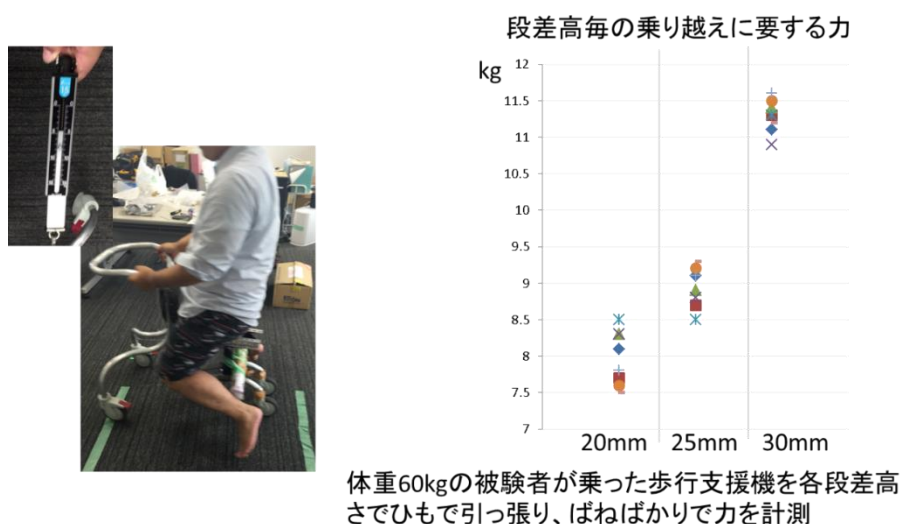 段差高毎の乗り越えに要する力
kg
12
11.5
11
10.5
10
9.5
9
8.5
8
7.5
7
20mm 25mm 30mm
体重60kgの被験者が乗った歩行支援機を各段差高
さでひもで引っ張り、ばねばかりで力を計測